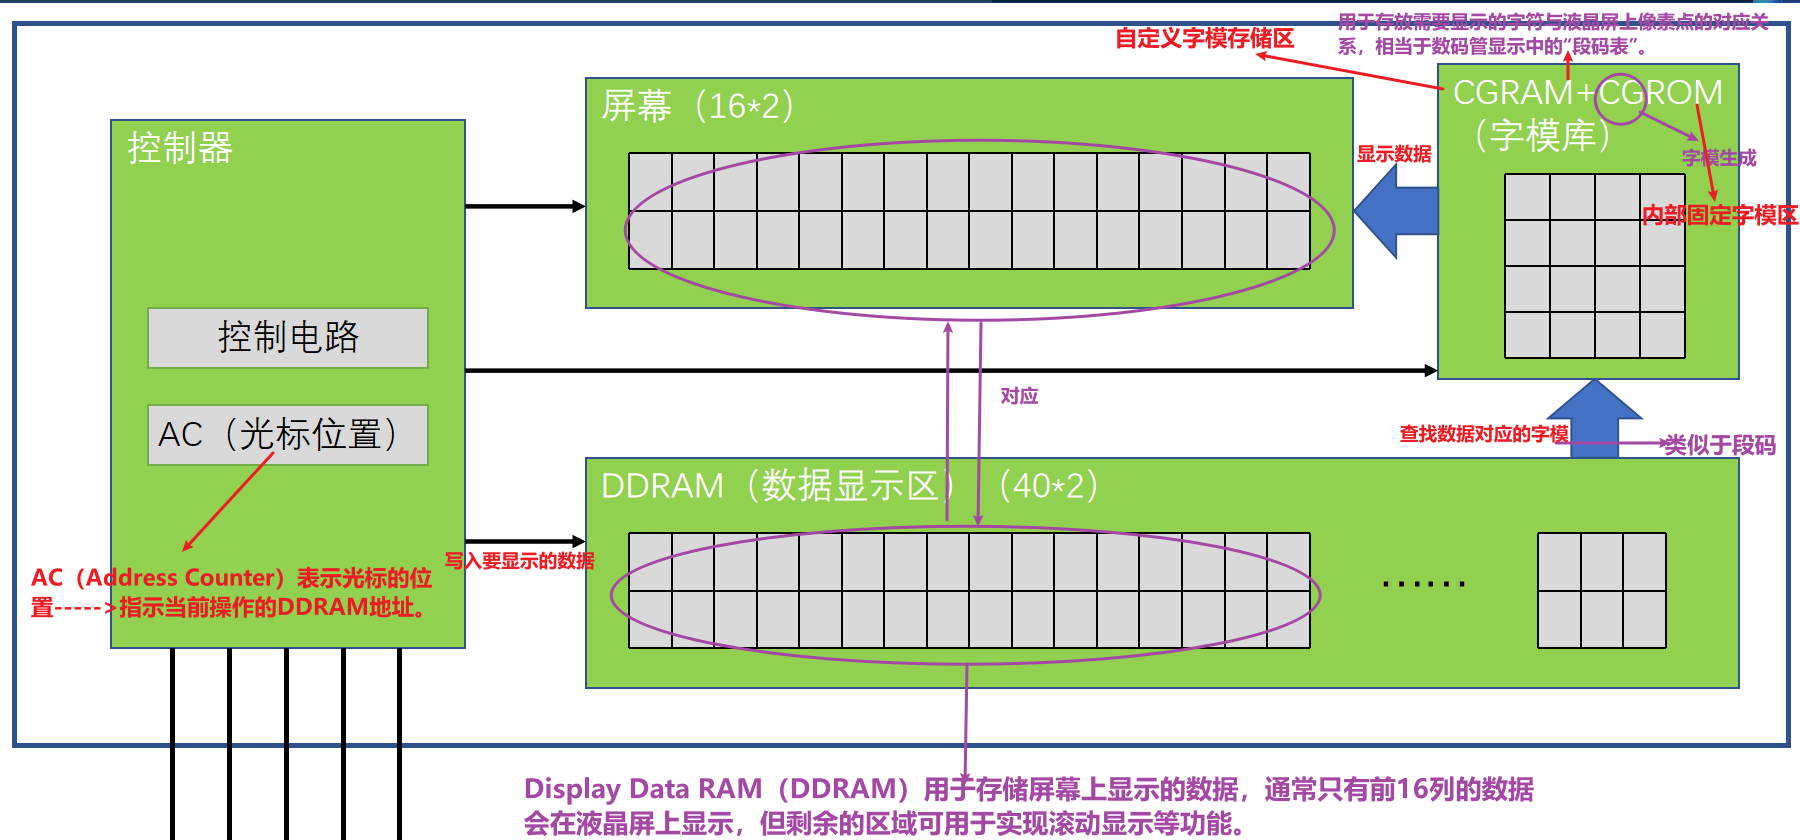 用于存放需要显示的字符与液晶屏上像素点的对应关
系，相当于数码管显示中的“段码表”。
自定义字模存储区
CGRAM+CGROM
（字模库）
字模生成
内部固定字模区
屏幕（16*2）
显示数据
控制器
控制电路
AC（光标位置）
对应
查找数据对应的字模
类似于段码
DDRAM（数据显示区）（40*2）
写入要显示的数据
······
AC（Address Counter）表示光标的位
置----->指示当前操作的DDRAM地址。
Display Data RAM（DDRAM）用于存储屏幕上显示的数据，通常只有前16列的数据
会在液晶屏上显示，但剩余的区域可用于实现滚动显示等功能。